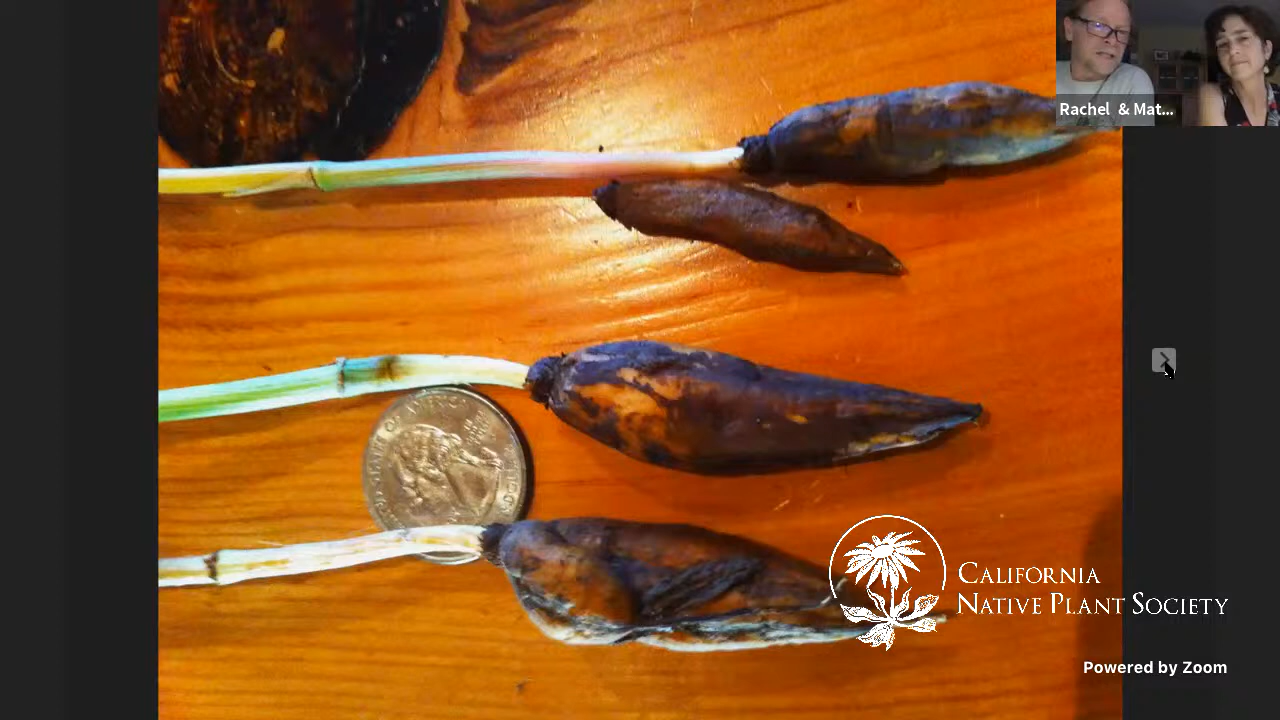 Rachel & Mat...
CALIFORNIA
NATIVE PLANT SOCIETY
Powered by Zoom